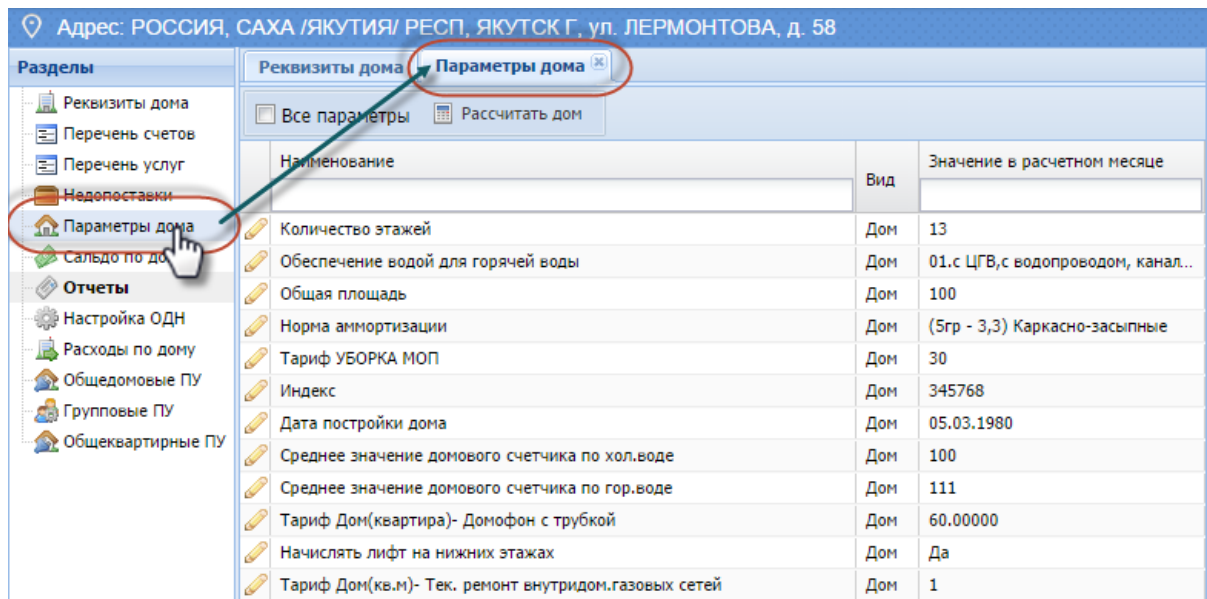 Адрес: РОССИЯ, САХА /ЯКУТИЯ/ РЕСП, ЯКУТСК Г, ул. ЛЕРМОНТОВА, д. 58
Разделы
Реквизиты дома
Перечень счетов
Перечень услуг
Недопоставки
Параметры дома
Сальдо по до
Отчеты
Настройка ОДН
Расходы по дому
Общедомовые ПУ
Групповые ПУ
Общеквартирные ПУ
Реквизиты дома Параметры дома
Все параметры Рассчитать дом
Наименование Вид Значение в расчетном месяце
Количество этажей Дом 13
Обеспечение водой для горячей воды Дом 01.с ЦГВ,с водопроводом, канал...
Общая площадь Дом 100
Норма аммортизации Дом (5гр - 3,3) Каркасно-засыпные
Тариф УБОРКА МОП Дом 30
Индекс Дом 345768
Дата постройки дома Дом 05.03.1980
Среднее значение домового счетчика по хол.воде Дом 100
Среднее значение домового счетчика по гор.воде Дом 111
Тариф Дом(квартира)- Домофон с трубкой Дом 60.00000
Начислять лифт на нижних этажах Дом Да
Тариф Дом(кв.м)- Тек. ремонт внутридом.газовых сетей Дом 1